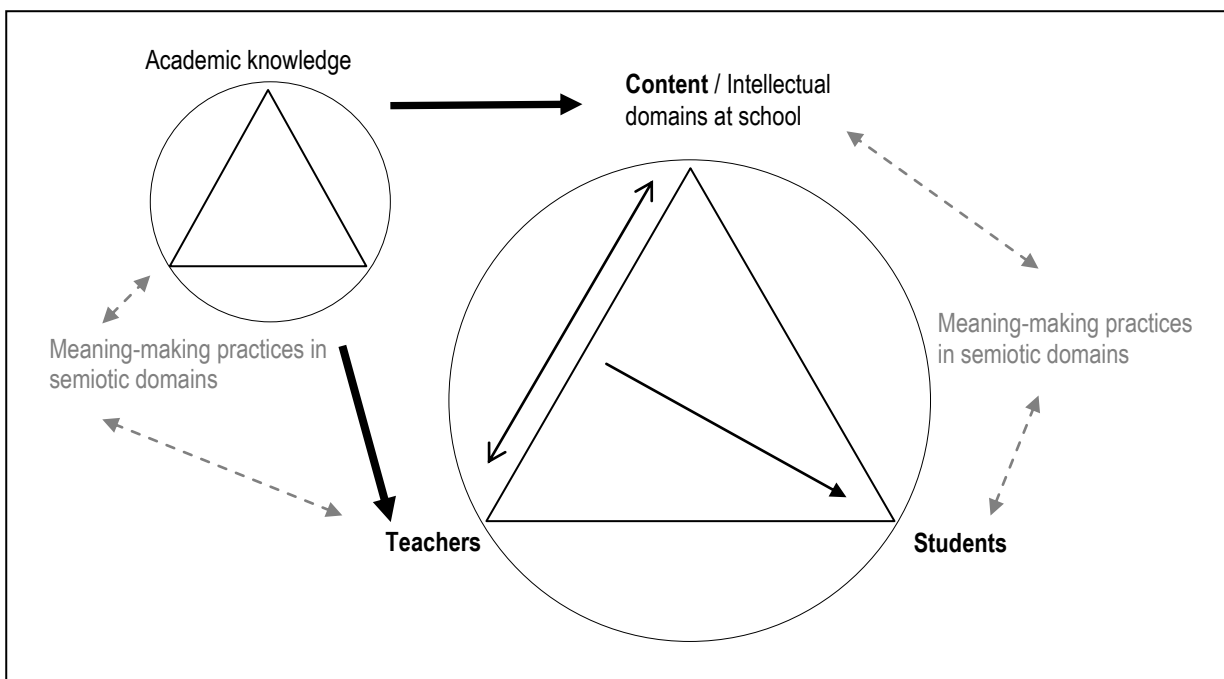 Academic knowledge
Content / Intellectual
domains at school
Meaning-making practices in
semiotic domains
Meaning-making practices
in semiotic domains
Teachers
Students